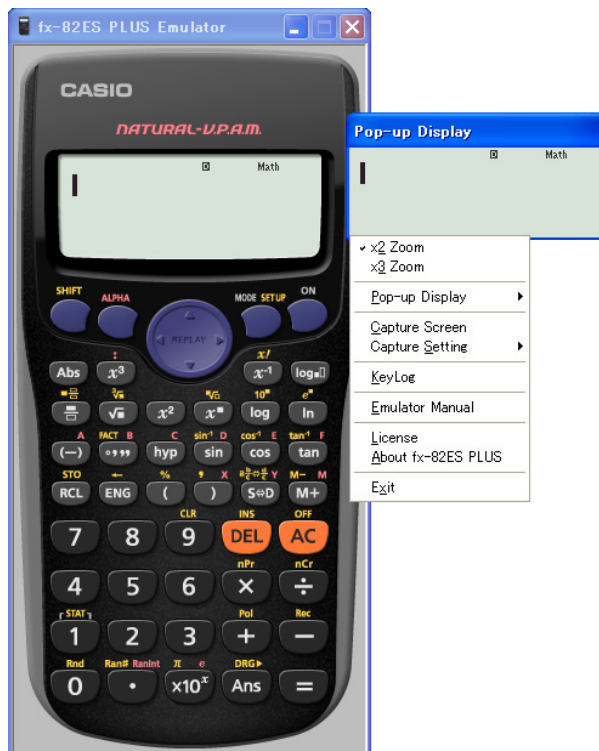 fx-82ES PLUS Emulator
CASIO
NATURAL-V.P.A.M.
D Math
Pop-up Display
D Math
x2 Zoom
x3 Zoom
Pop-up Display
Capture Screen
Capture Setting
KeyLog
Emulator Manual
License
About fx-82ES PLUS
Exit
SHIFT ALPHA MODE SETUP ON
REPLAY
: x!
Abs x³ x⁻¹ log
³√ 10 e
√ x² x log ln
A FACT B C sin⁻¹ D cos⁻¹ E tan⁻¹ F
(−) °’” hyp sin cos tan
STO ← % , X Y M− M
RCL ENG ( ) S⇔D M+
CLR INS OFF
7 8 9 DEL AC
nPr nCr
4 5 6 × ÷
STAT Pol Rec
1 2 3 + −
Rnd Ran# RanInt π e DRG▶
0 . ×10ˣ Ans =